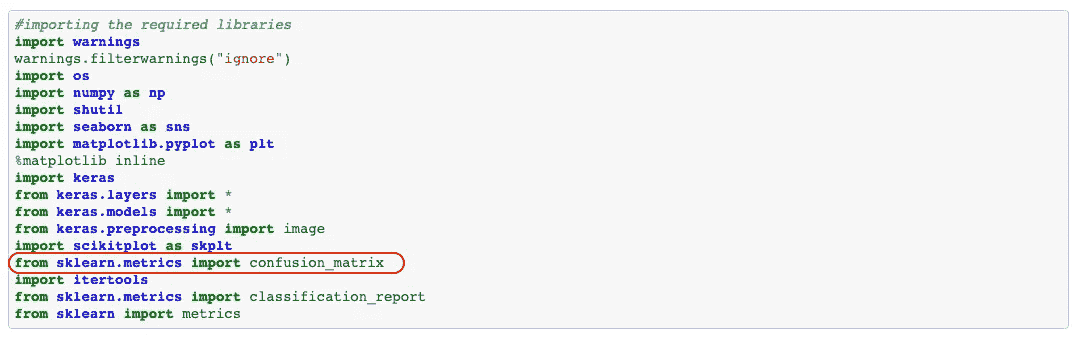 #importing the required libraries
import warnings
warnings.filterwarnings("ignore")
import os
import numpy as np
import shutil
import seaborn as sns
import matplotlib.pyplot as plt
%matplotlib inline
import keras
from keras.layers import *
from keras.models import *
from keras.preprocessing import image
import scikitplot as skplt
from sklearn.metrics import confusion_matrix
import itertools
from sklearn.metrics import classification_report
from sklearn import metrics